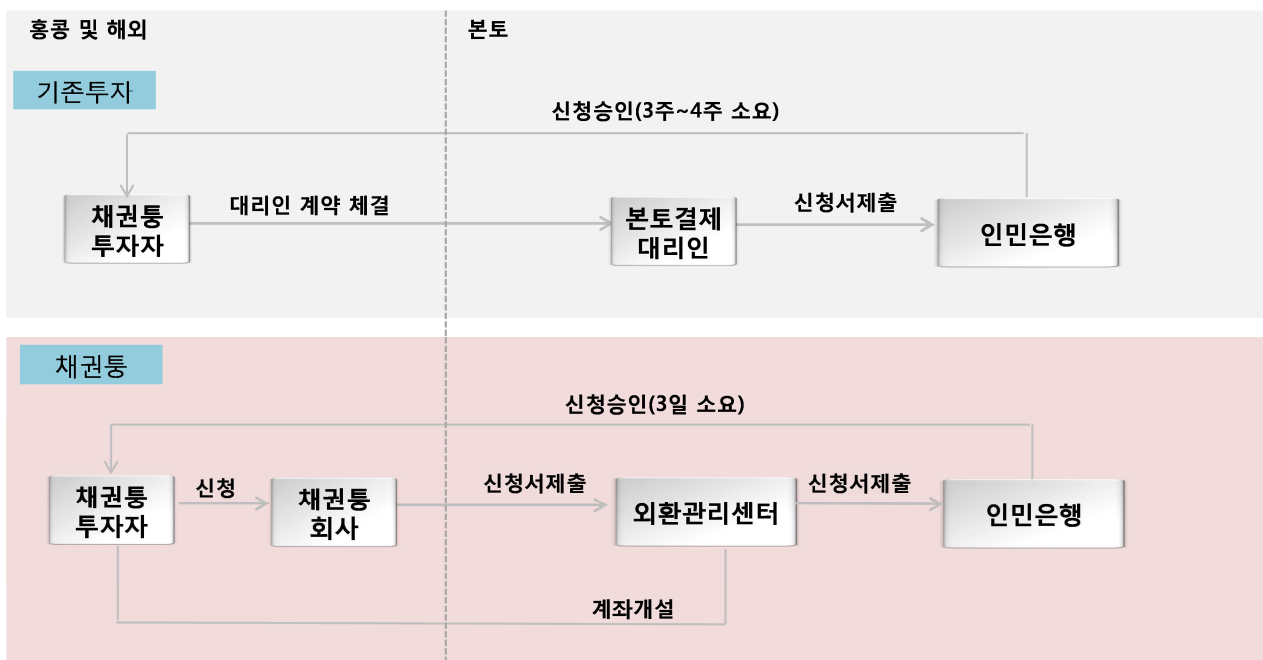 홍콩 및 해외
본토
기존투자
신청승인(3주~4주 소요)
채권퉁
투자자
대리인 계약 체결
본토결제
대리인
신청서제출
인민은행
채권퉁
신청승인(3일 소요)
채권퉁
투자자
신청
채권퉁
회사
신청서제출
외환관리센터
신청서제출
인민은행
계좌개설